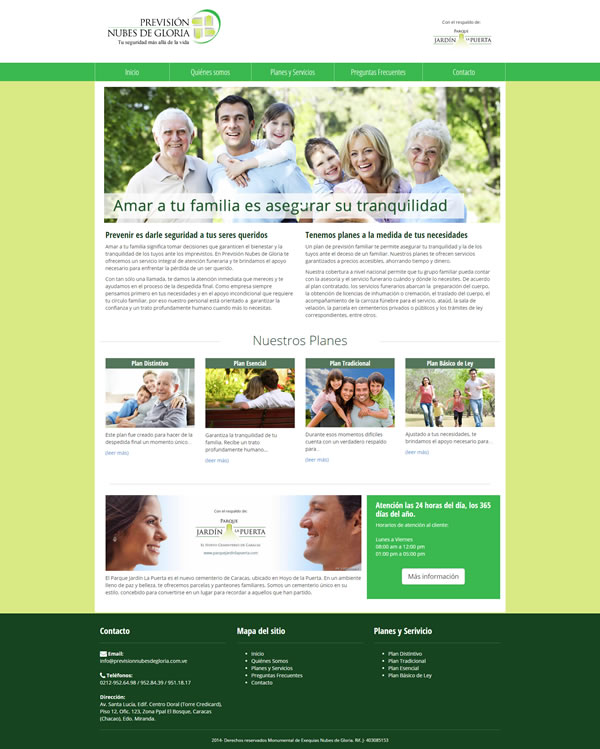 PREVISIÓN
NUBES DE GLORIA
Tu seguridad más allá de la vida
Con el respaldo de:
PARQUE
JARDÍN LA PUERTA
Inicio
Quiénes somos
Planes y Servicios
Preguntas Frecuentes
Contacto
Amar a tu familia es asegurar su tranquilidad
Prevenir es darle seguridad a tus seres queridos
Amar a tu familia significa tomar decisiones que garanticen el bienestar y la
tranquilidad de los tuyos ante los imprevistos. En Previsión Nubes de Gloria te
ofrecemos un servicio integral de atención funeraria y te brindamos el apoyo
necesario para enfrentar la pérdida de un ser querido.
Con tan sólo una llamada, te damos la atención inmediata que mereces y te
ayudamos en el proceso de la despedida final. Como empresa siempre
pensamos primero en tus necesidades y en el apoyo incondicional que requiere
tu círculo familiar, por eso nuestro personal está orientado a garantizar la
confianza y un trato profundamente humano cuando más lo necesitas.
Tenemos planes a la medida de tus necesidades
Un plan de previsión familiar te permite asegurar tu tranquilidad y la de los
tuyos ante el deceso de un familiar. Nuestros planes te ofrecen servicios
garantizados a precios accesibles, ahorrando tiempo y dinero.
Nuestra cobertura a nivel nacional permite que tu grupo familiar pueda contar
con la asesoría y el servicio funerario cuándo y dónde lo necesites. De acuerdo
al plan contratado, los servicios funerarios abarcan la preparación del cuerpo,
la obtención de licencias de inhumación o cremación, el traslado del cuerpo, el
acompañamiento de la carroza fúnebre para el servicio, ataúd, la sala de
velación, la parcela en cementerios privados o públicos y los trámites de ley
correspondientes, entre otros.
Nuestros Planes
Plan Distintivo
Este plan fue creado para hacer de la
despedida final un momento único...
(leer más)
Plan Esencial
Garantiza la tranquilidad de tu
familia. Recibe un trato
profundamente humano...
(leer más)
Plan Tradicional
Durante esos momentos difíciles
cuenta con un verdadero respaldo
para...
(leer más)
Plan Básico de Ley
Ajustado a tus necesidades, te
brindamos el apoyo necesario para...
(leer más)
Con el respaldo de:
PARQUE
JARDÍN LA PUERTA
EL NUEVO CEMENTERIO DE CARACAS
www.parquejardinlapuerta.com
El Parque Jardín La Puerta es el nuevo cementerio de Caracas, ubicado en Hoyo de la Puerta. En un ambiente
lleno de paz y belleza, te ofrecemos parcelas y panteones familiares. Somos un cementerio único en su
estilo, concebido para convertirse en un lugar para recordar a aquellos que han partido.
Atención las 24 horas del día, los 365
días del año.
Horarios de atención al cliente:
Lunes a Viernes
08:00 am a 12:00 pm
01:00 pm a 05:00 pm
Más información
Contacto
Email:
info@previsionnubesdegloria.com.ve
Teléfonos:
0212-952.64.98 / 952.84.39 / 951.18.17
Dirección:
Av. Santa Lucía, Edif. Centro Doral (Torre Credicard),
Piso 12, Ofic. 123, Zona Ppal El Bosque, Caracas
(Chacao), Edo. Miranda.
Mapa del sitio
Inicio
Quiénes Somos
Planes y Servicios
Preguntas Frecuentes
Contacto
Planes y Serivicio
Plan Distintivo
Plan Tradicional
Plan Esencial
Plan Básico de Ley
2014- Derechos reservados Monumental de Exequias Nubes de Gloria. Rif. J- 403085153